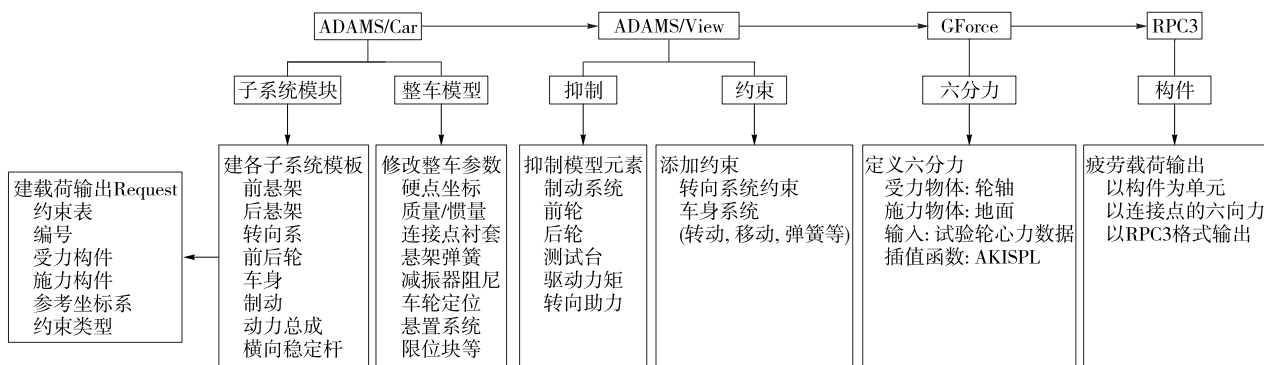 ADAMS/Car
ADAMS/View
GForce
RPC3
子系统模块
整车模型
抑制
约束
六分力
构件
建载荷输出Request
约束表
编号
受力构件
施力构件
参考坐标系
约束类型
建各子系统模板
前悬架
后悬架
转向系
前后轮
车身
制动
动力总成
横向稳定杆
修改整车参数
硬点坐标
质量/惯量
连接点衬套
悬架弹簧
减振器阻尼
车轮定位
悬置系统
限位块等
抑制模型元素
制动系统
前轮
后轮
测试台
驱动力矩
转向助力
添加约束
转向系统约束
车身系统
(转动, 移动, 弹簧等)
定义六分力
受力物体: 轮轴
施力物体: 地面
输入: 试验轮心力数据
插值函数: AKISPL
疲劳载荷输出
以构件为单元
以连接点的六向力
以RPC3格式输出